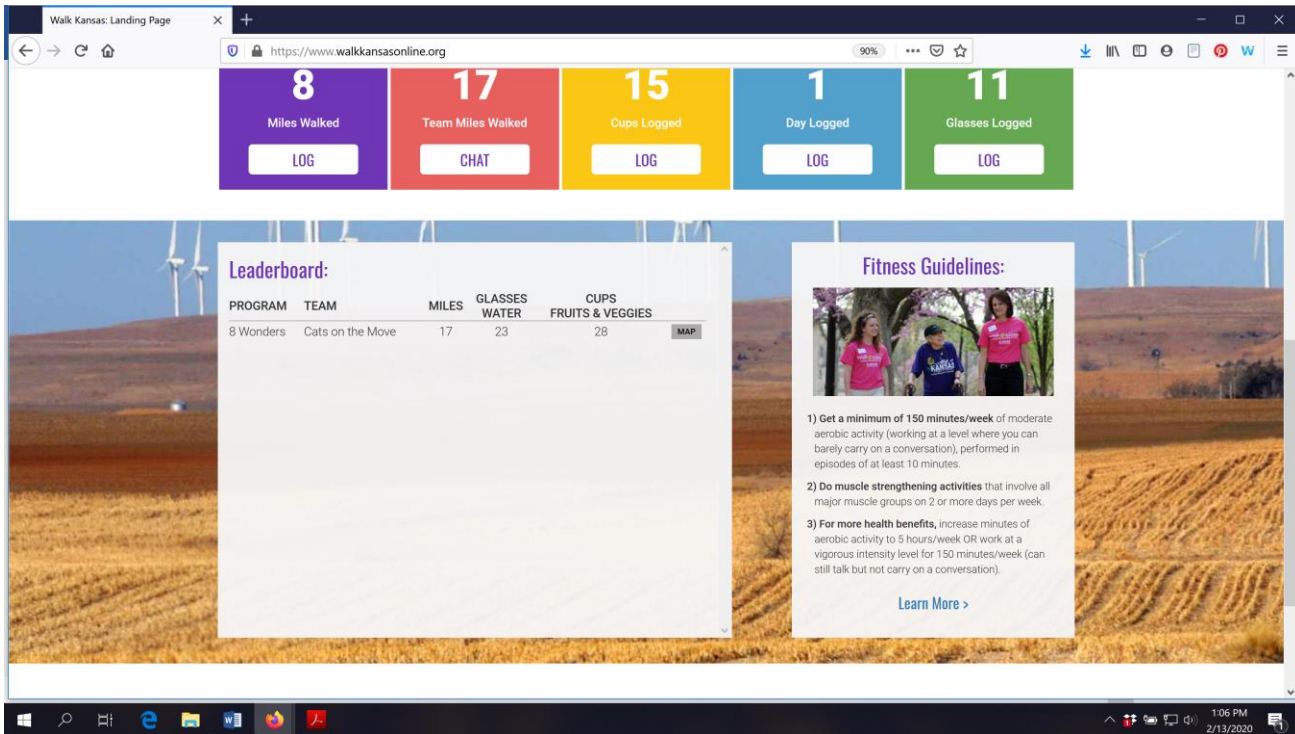 Walk Kansas: Landing Page
https://www.walkkansasonline.org
90%
8
Miles Walked
LOG
17
Team Miles Walked
CHAT
15
Cups Logged
LOG
1
Day Logged
LOG
11
Glasses Logged
LOG
Leaderboard:
PROGRAM TEAM MILES GLASSES WATER CUPS FRUITS & VEGGIES
8 Wonders Cats on the Move 17 23 28 MAP
Fitness Guidelines:
KANSAS
1) Get a minimum of 150 minutes/week of moderate
aerobic activity (working at a level where you can
barely carry on a conversation), performed in
episodes of at least 10 minutes.
2) Do muscle strengthening activities that involve all
major muscle groups on 2 or more days per week.
3) For more health benefits, increase minutes of
aerobic activity to 5 hours/week OR work at a
vigorous intensity level for 150 minutes/week (can
still talk but not carry on a conversation).
Learn More >
1:06 PM
2/13/2020